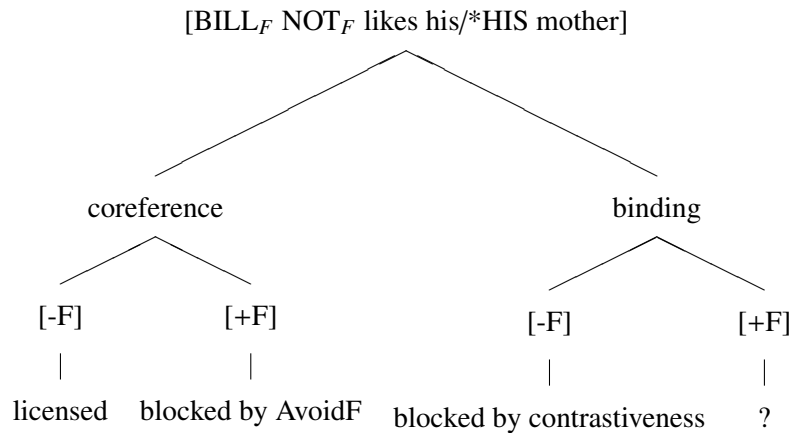 [BILL_F NOT_F likes his/*HIS mother]
coreference binding
[-F] [+F] [-F] [+F]
licensed blocked by AvoidF blocked by contrastiveness ?